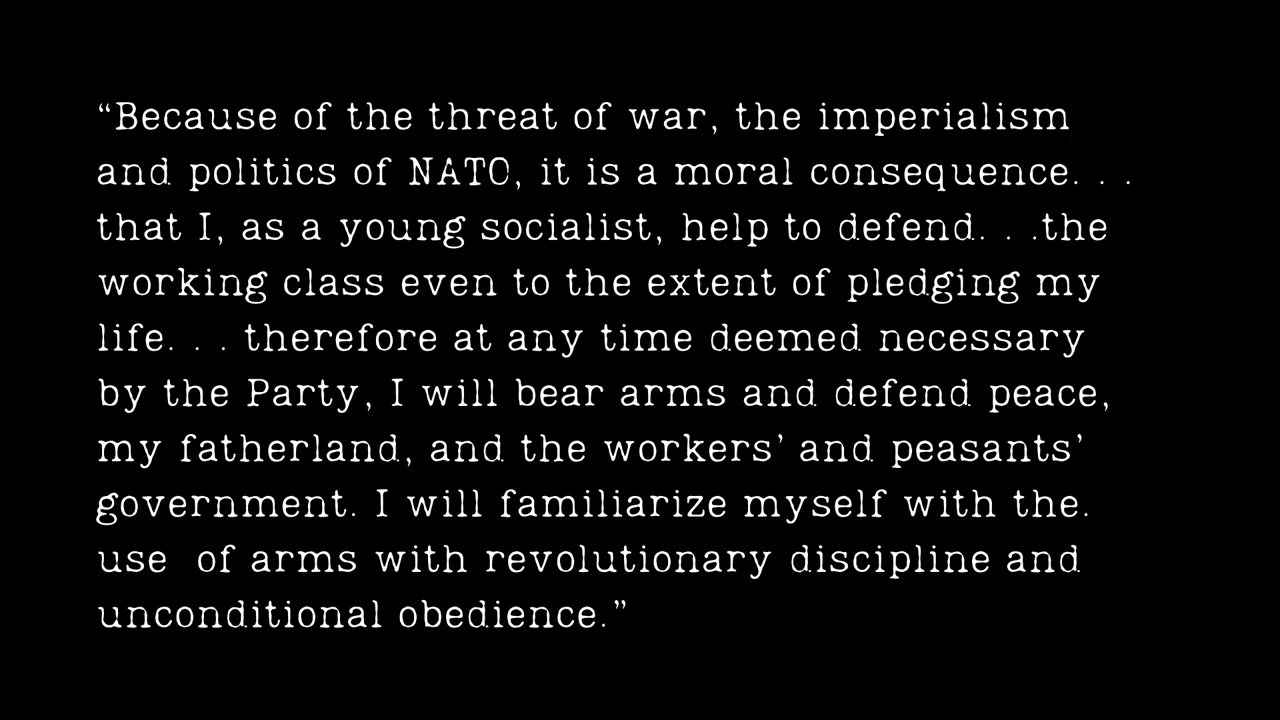 “Because of the threat of war, the imperialism
and politics of NATO, it is a moral consequence. . .
that I, as a young socialist, help to defend. . .the
working class even to the extent of pledging my
life. . . therefore at any time deemed necessary
by the Party, I will bear arms and defend peace,
my fatherland, and the workers’ and peasants’
government. I will familiarize myself with the.
use  of arms with revolutionary discipline and
unconditional obedience.”